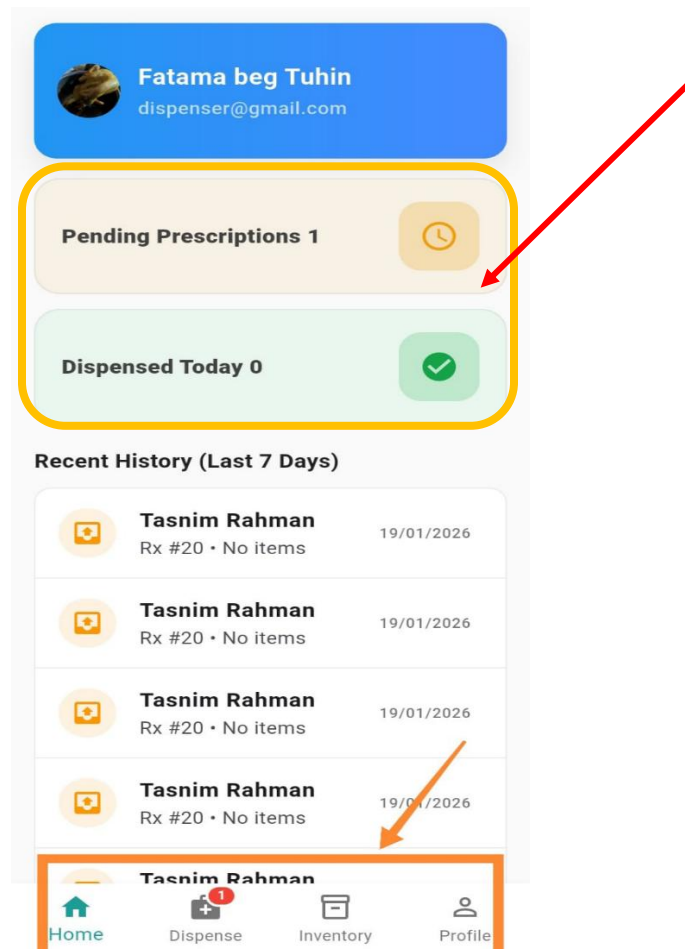 Fatama beg Tuhin
dispenser@gmail.com
Pending Prescriptions 1
Dispensed Today 0
Recent History (Last 7 Days)
Tasnim Rahman
Rx #20 • No items
19/01/2026
Tasnim Rahman
Rx #20 • No items
19/01/2026
Tasnim Rahman
Rx #20 • No items
19/01/2026
Tasnim Rahman
Rx #20 • No items
19/01/2026
Tasnim Rahman
1
Home
Dispense
Inventory
Profile